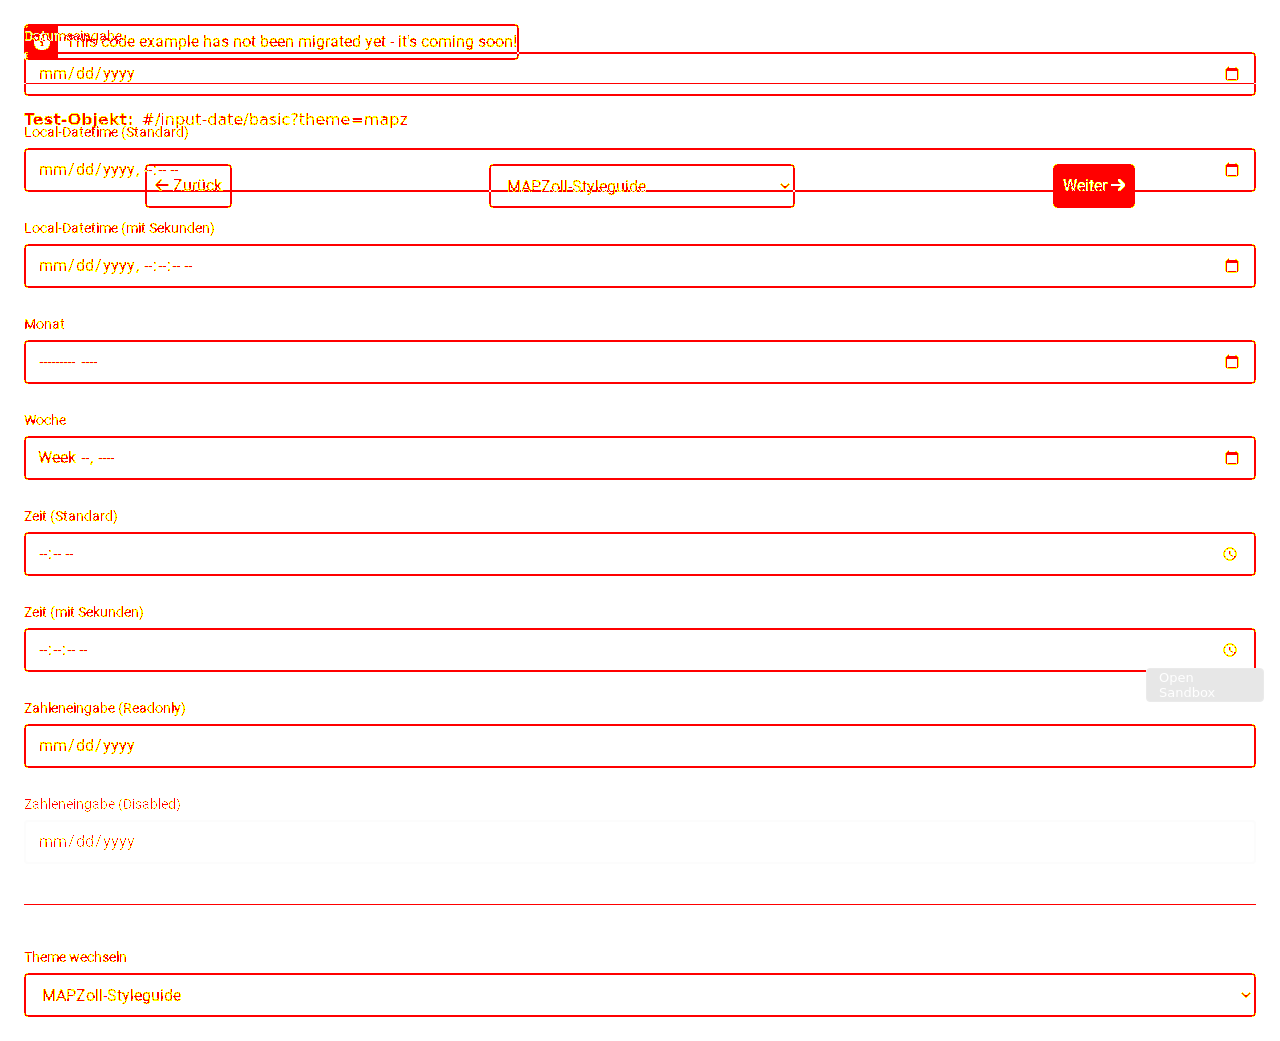 Datumseingabe
This code example has not been migrated yet - it's coming soon!
mm/dd/yyyy
Test-Objekt: #/input-date/basic?theme=mapz
Local-Datetime (Standard)
mm/dd/yyyy, --:-- --
← Zurück
MAPZoll-Styleguide
Weiter →
Local-Datetime (mit Sekunden)
mm/dd/yyyy, --:--:-- --
Monat
--------- ----
Woche
Week --, ----
Zeit (Standard)
--:-- --
Zeit (mit Sekunden)
--:--:-- --
Open
Sandbox
Zahleneingabe (Readonly)
mm/dd/yyyy
Zahleneingabe (Disabled)
mm/dd/yyyy
Theme wechseln
MAPZoll-Styleguide